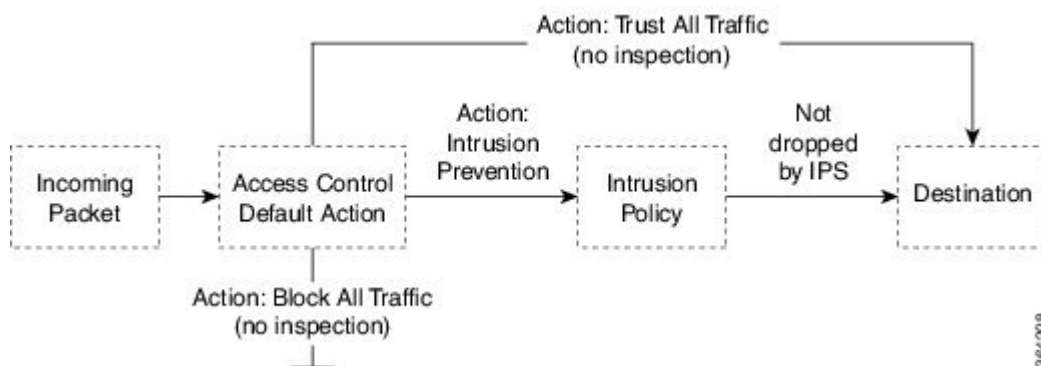 Action: Trust All Traffic
(no inspection)
Action:
Intrusion
Prevention
Not
dropped
by IPS
Incoming
Packet
Access Control
Default Action
Intrusion
Policy
Destination
Action: Block All Traffic
(no inspection)